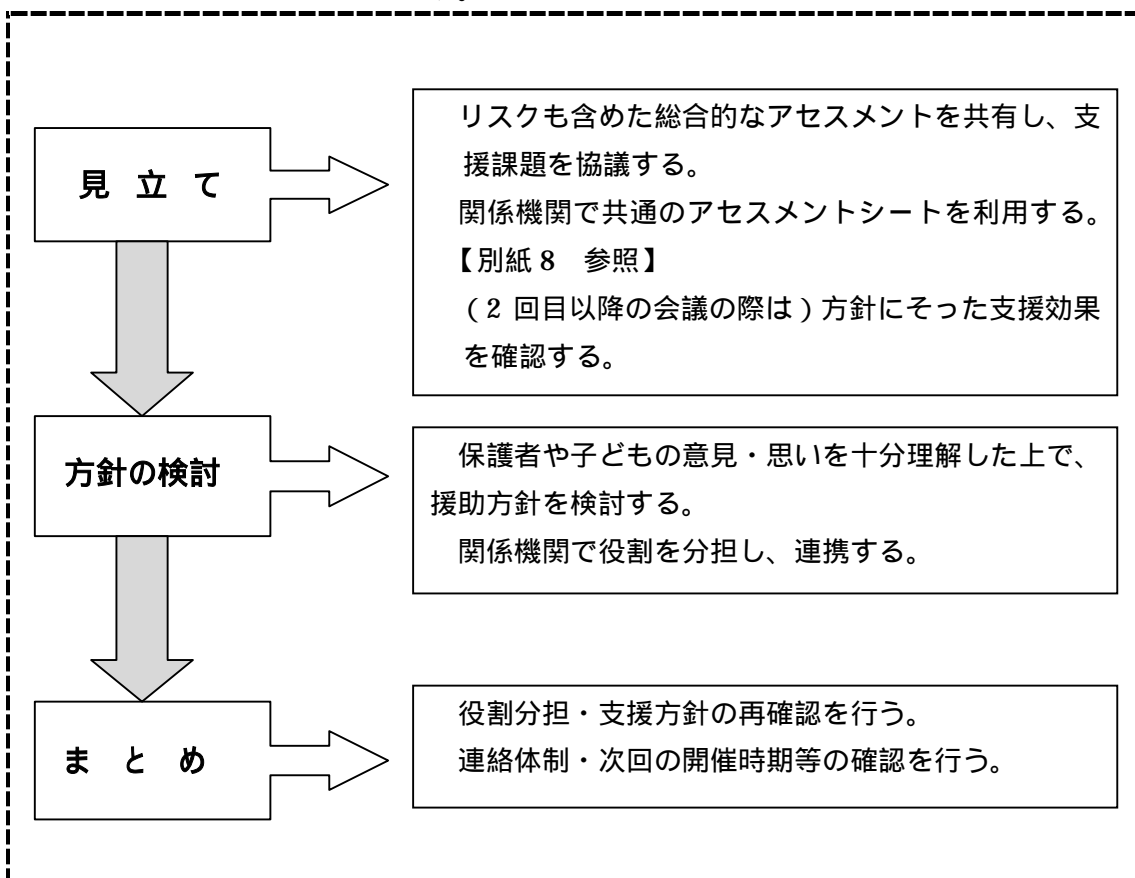 見 立 て
リスクも含めた総合的なアセスメントを共有し、支
援課題を協議する。
関係機関で共通のアセスメントシートを利用する。
【別紙 8 参照】
(2 回目以降の会議の際は)方針にそった支援効果
を確認する。
方針の検討
保護者や子どもの意見・思いを十分理解した上で、
援助方針を検討する。
関係機関で役割を分担し、連携する。
ま と め
役割分担・支援方針の再確認を行う。
連絡体制・次回の開催時期等の確認を行う。